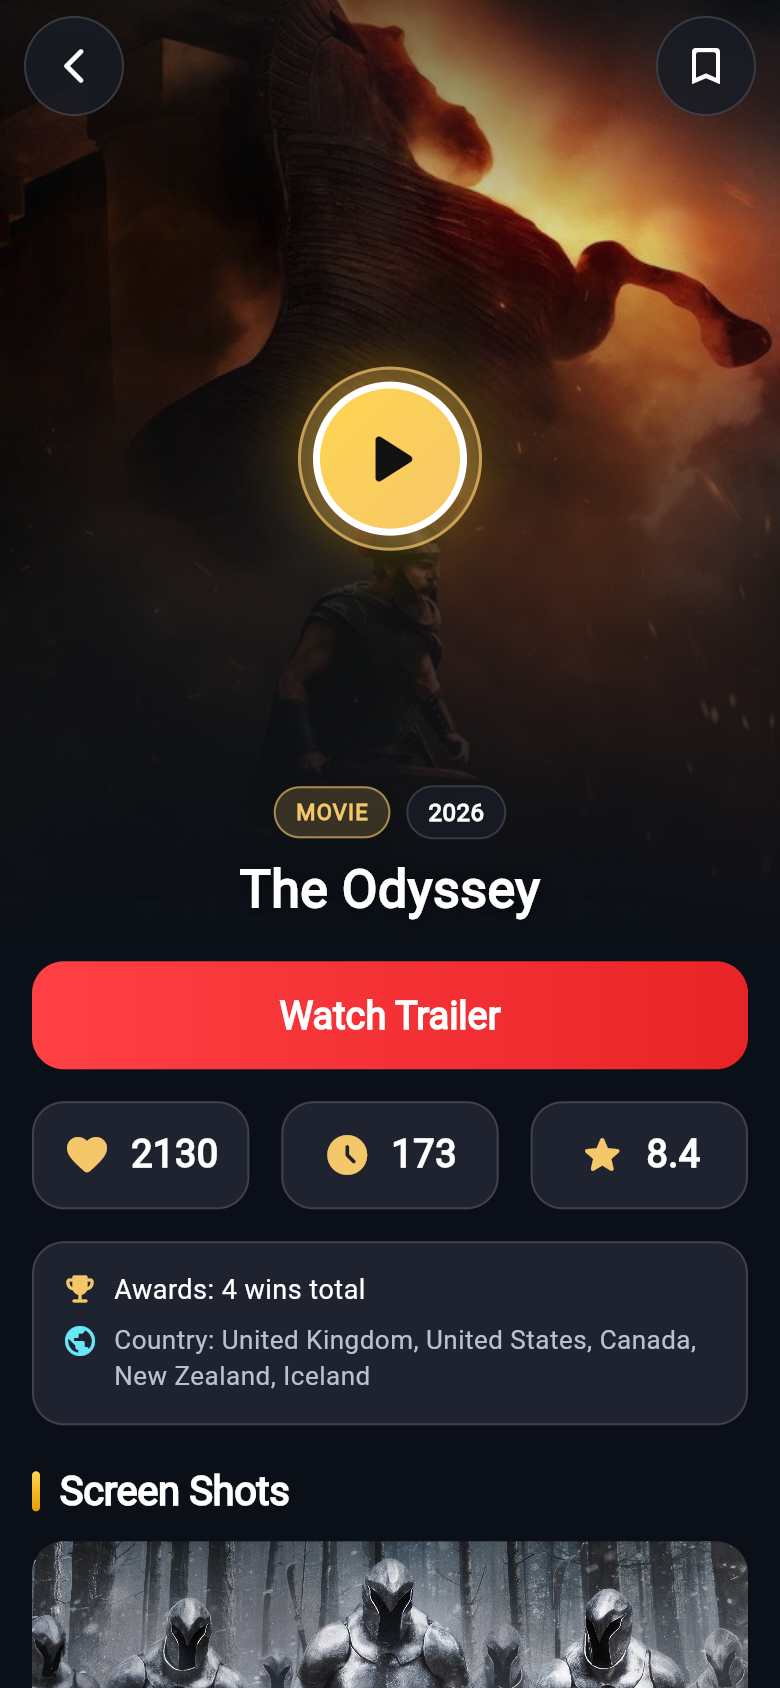 MOVIE
2026
The Odyssey
Watch Trailer
2130
173
8.4
Awards: 4 wins total
Country: United Kingdom, United States, Canada,
New Zealand, Iceland
Screen Shots